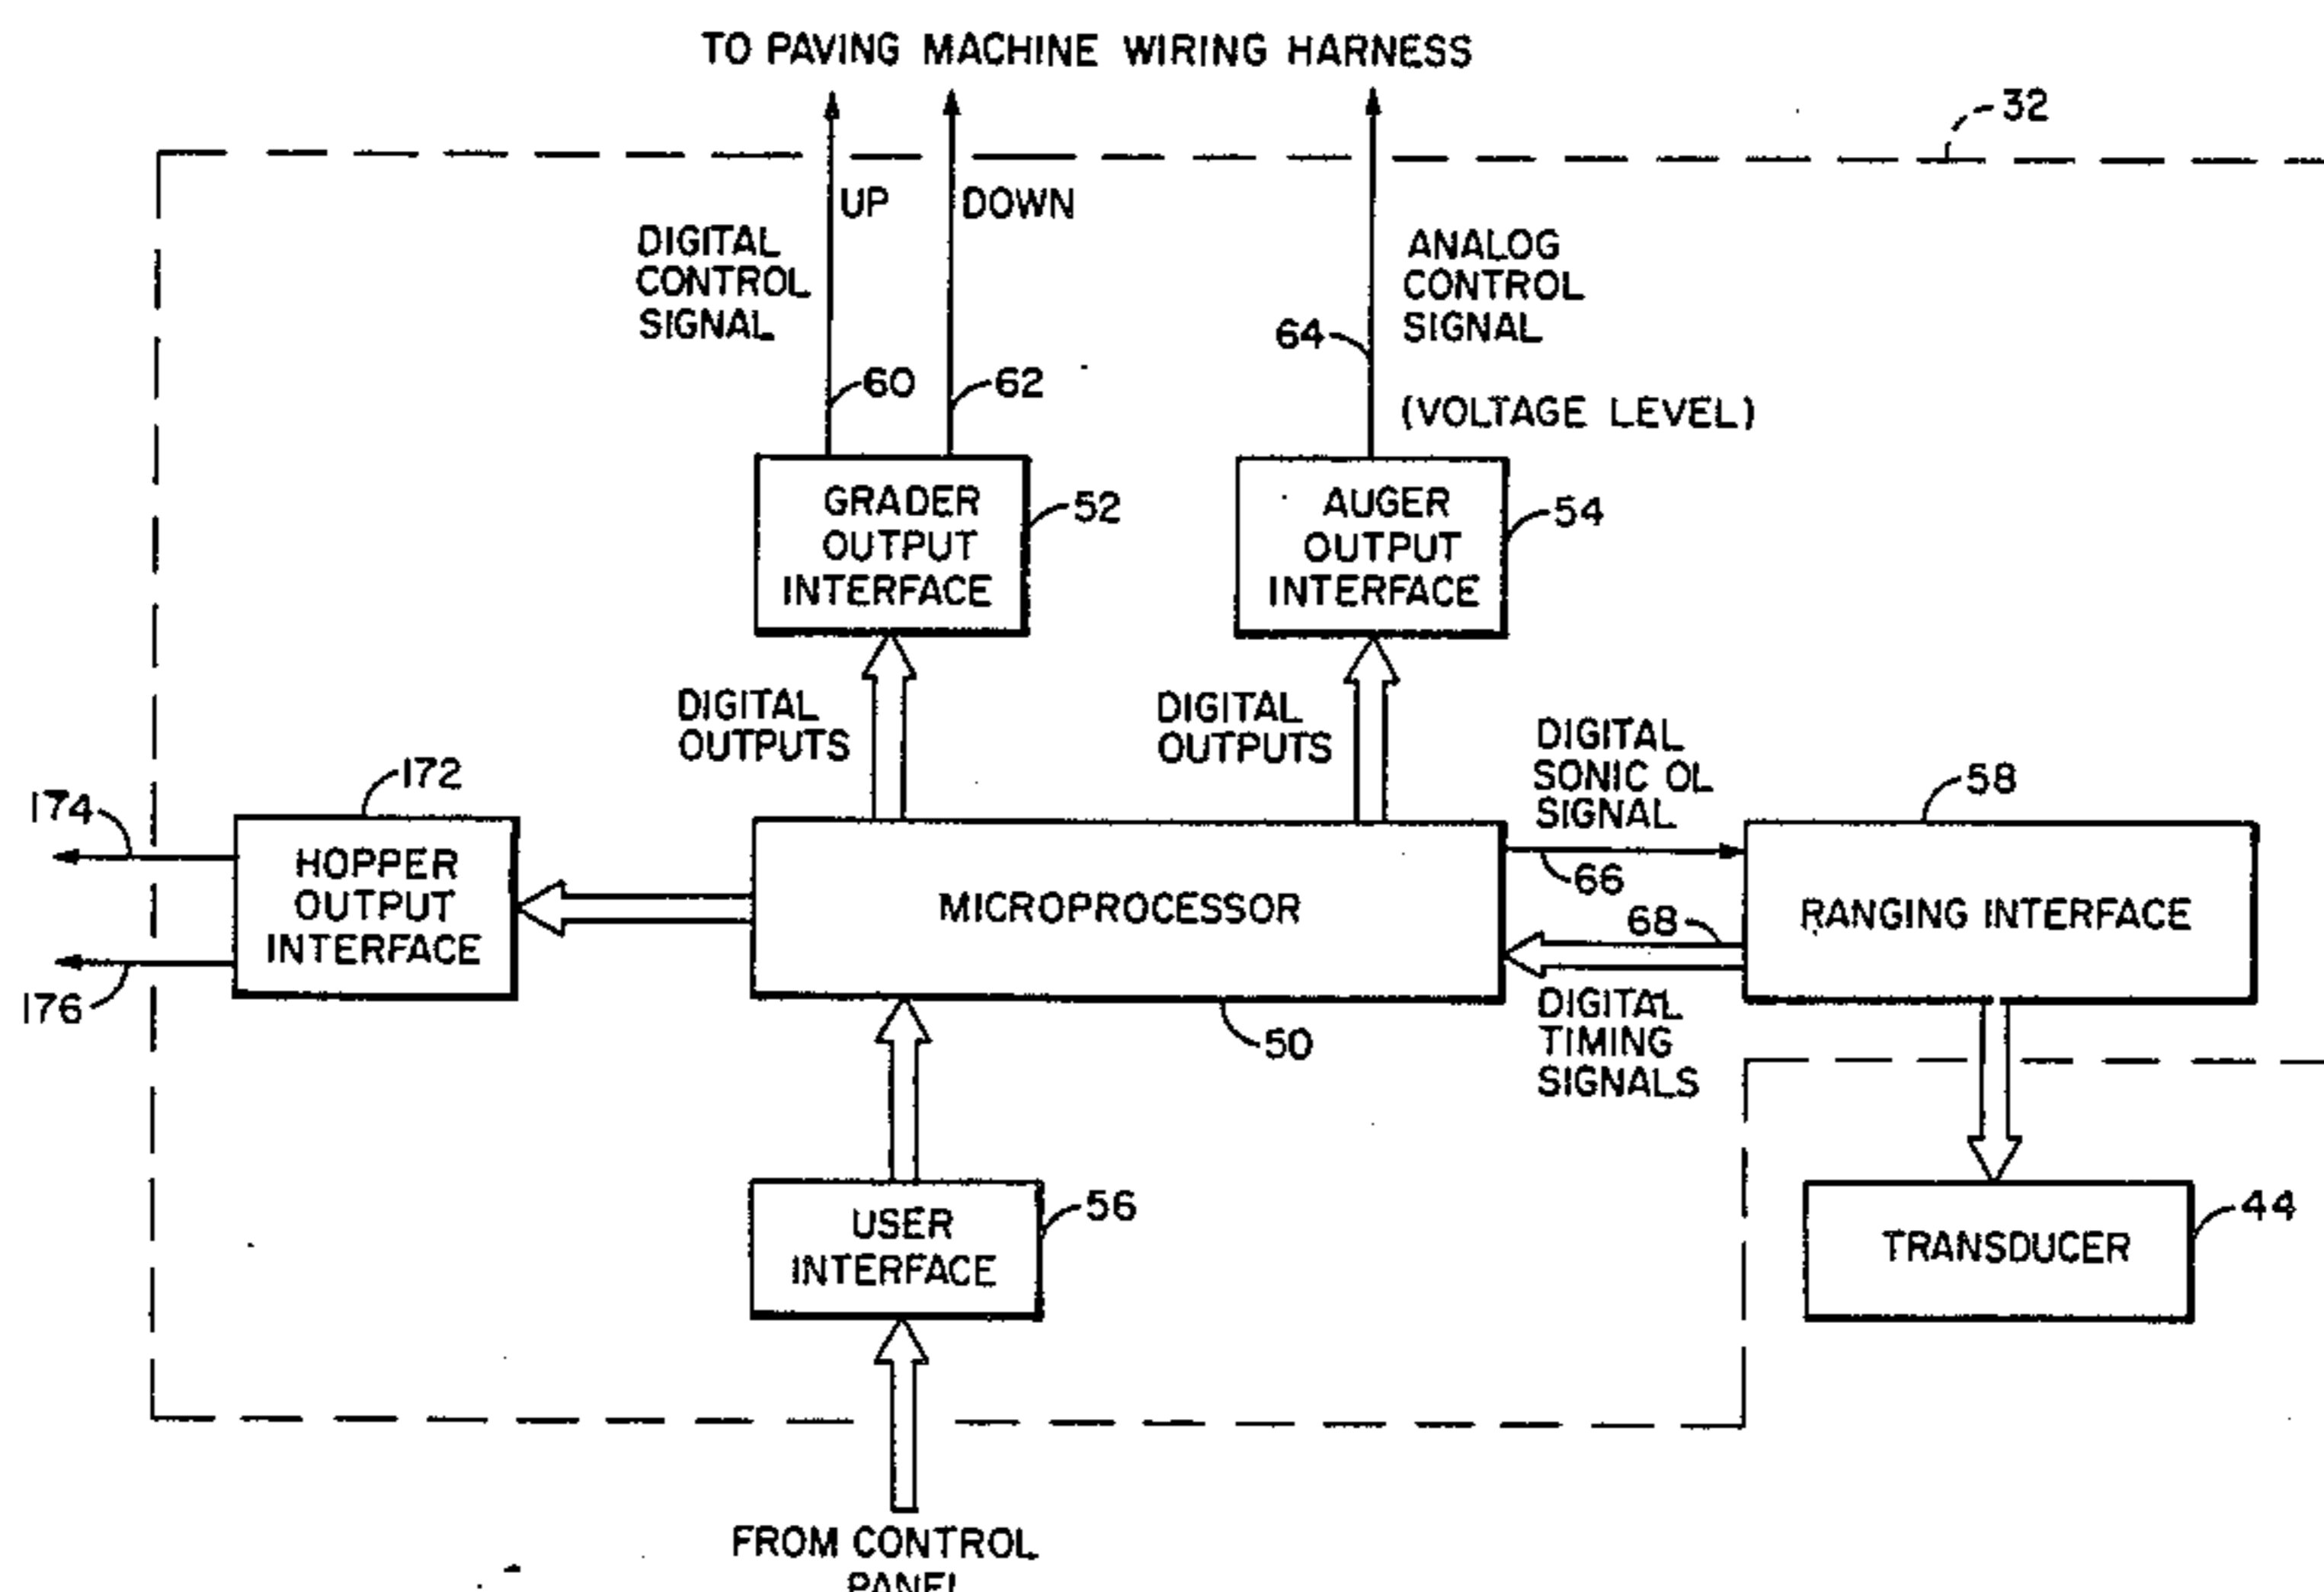 TO PAVING MACHINE WIRING HARNESS
32
UP
DOWN
DIGITAL
CONTROL
SIGNAL
ANALOG
CONTROL
SIGNAL
64
60
62
(VOLTAGE LEVEL)
GRADER
OUTPUT
INTERFACE
52
AUGER
OUTPUT
INTERFACE
54
DIGITAL
OUTPUTS
DIGITAL
OUTPUTS
DIGITAL
SONIC OL
SIGNAL
172
58
174
HOPPER
OUTPUT
INTERFACE
MICROPROCESSOR
66
68
RANGING INTERFACE
176
50
DIGITAL
TIMING
SIGNALS
USER
INTERFACE
56
TRANSDUCER
44
FROM CONTROL
PANEL